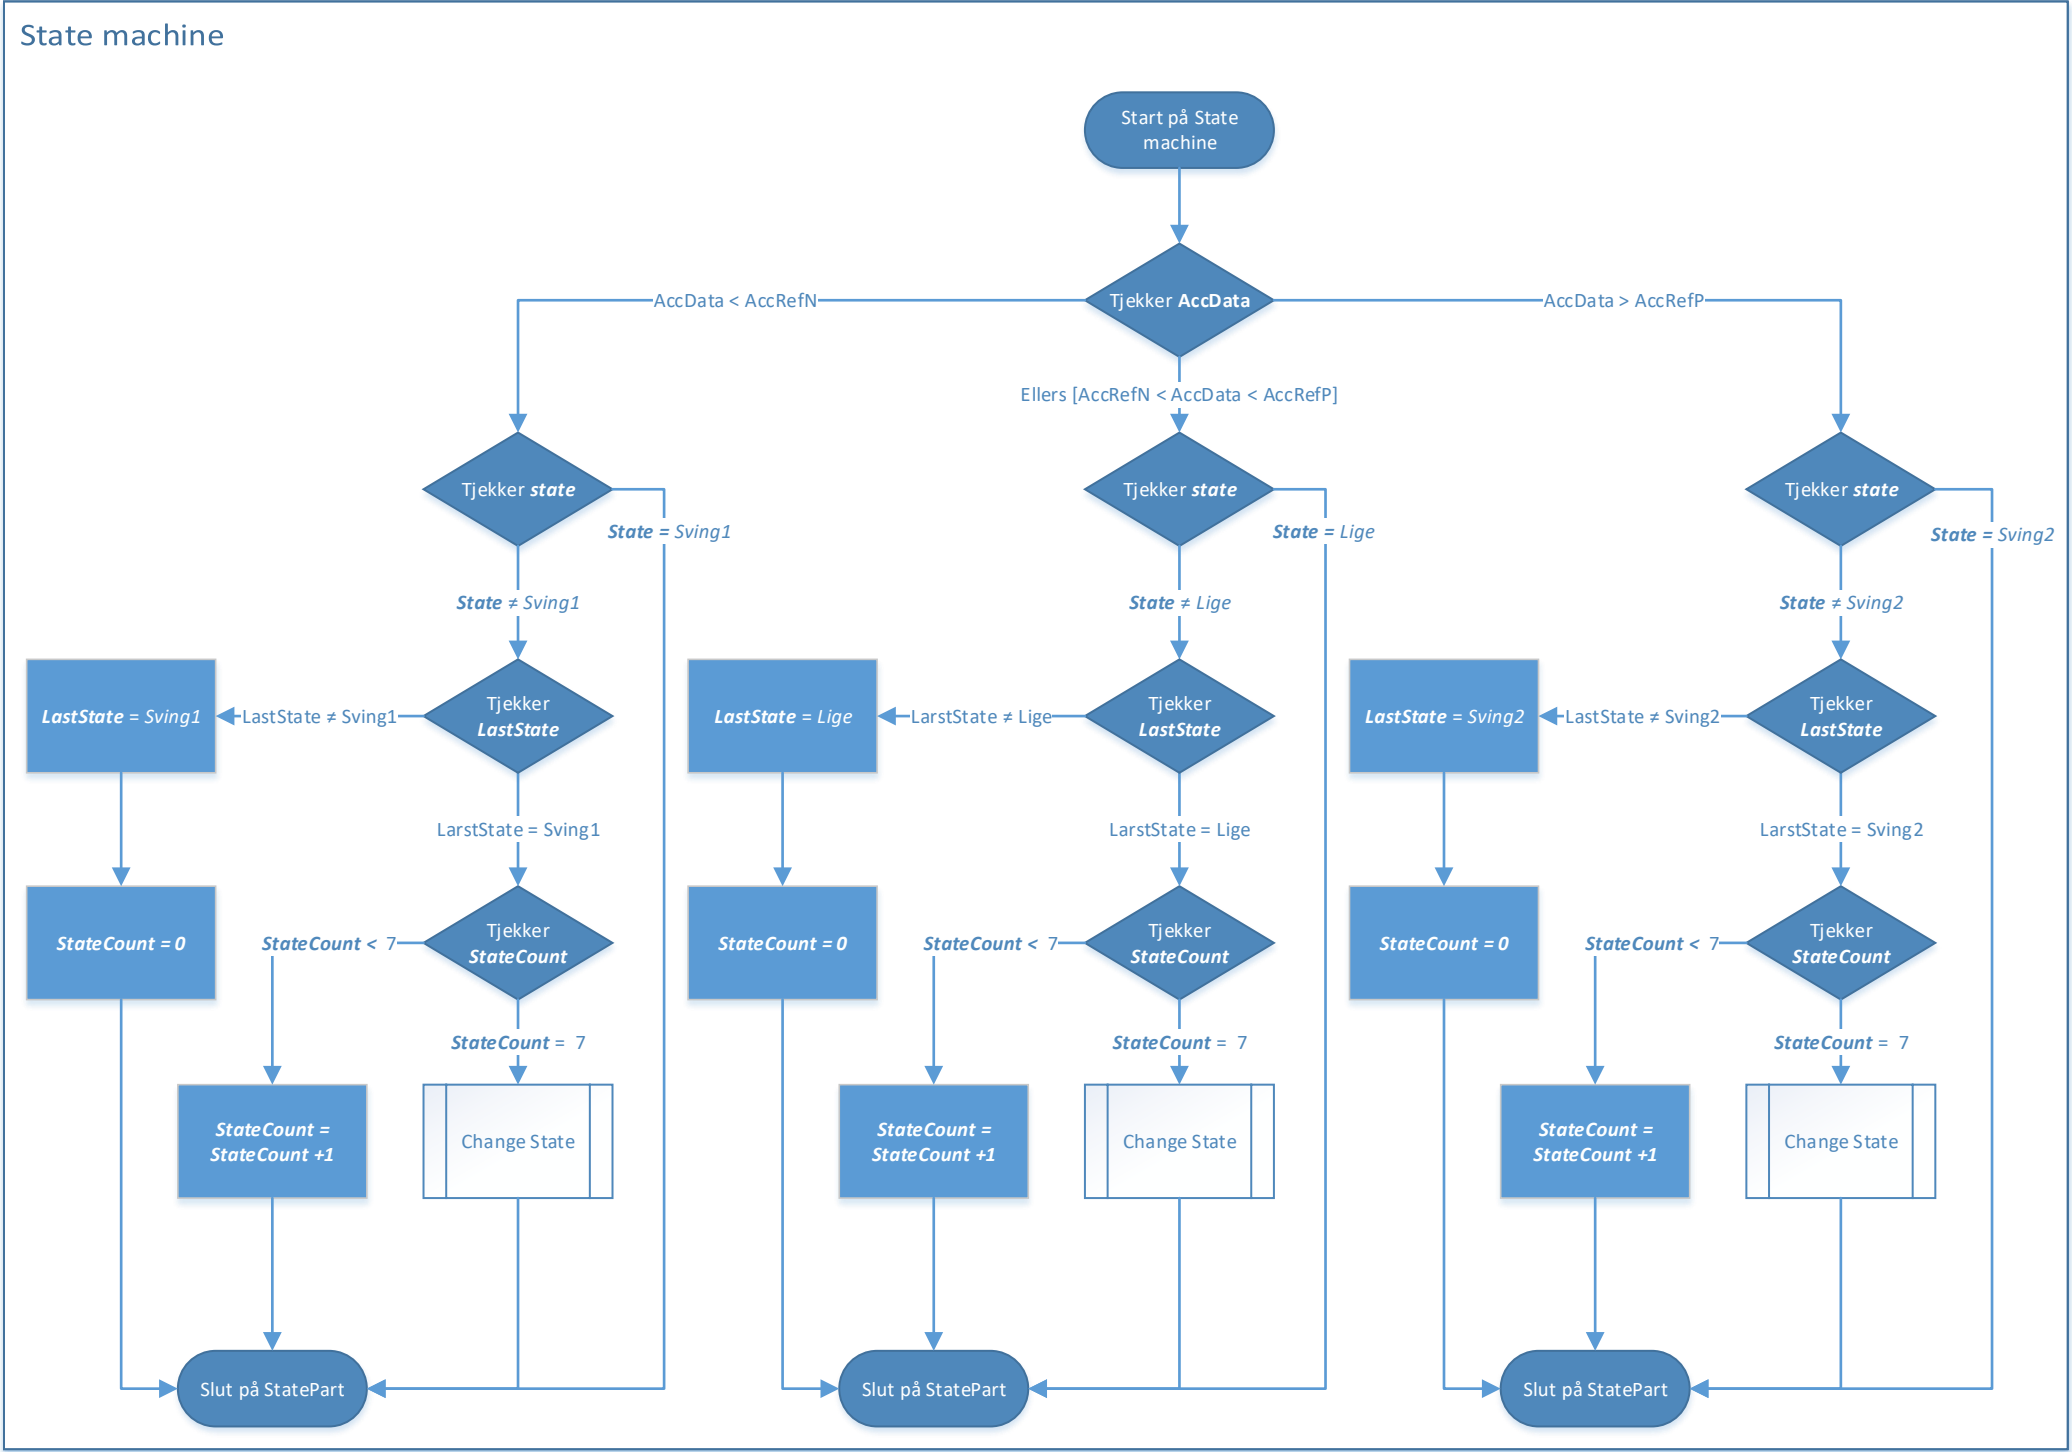 State machine
Start på State
machine
Tjekker AccData
AccData < AccRefN
AccData > AccRefP
Ellers [AccRefN < AccData < AccRefP]
Tjekker state
Tjekker state
Tjekker state
State = Sving1
State = Lige
State = Sving2
State ≠ Sving1
State ≠ Lige
State ≠ Sving2
LastState = Sving1
LastState ≠ Sving1
Tjekker
LastState
LastState = Lige
LarstState ≠ Lige
Tjekker
LastState
LastState = Sving2
LastState ≠ Sving2
Tjekker
LastState
LarstState = Sving1
LarstState = Lige
LarstState = Sving2
StateCount = 0
StateCount < 7
Tjekker
StateCount
StateCount = 0
StateCount < 7
Tjekker
StateCount
StateCount = 0
StateCount < 7
Tjekker
StateCount
StateCount = 7
StateCount = 7
StateCount = 7
StateCount =
StateCount +1
Change State
StateCount =
StateCount +1
Change State
StateCount =
StateCount +1
Change State
Slut på StatePart
Slut på StatePart
Slut på StatePart